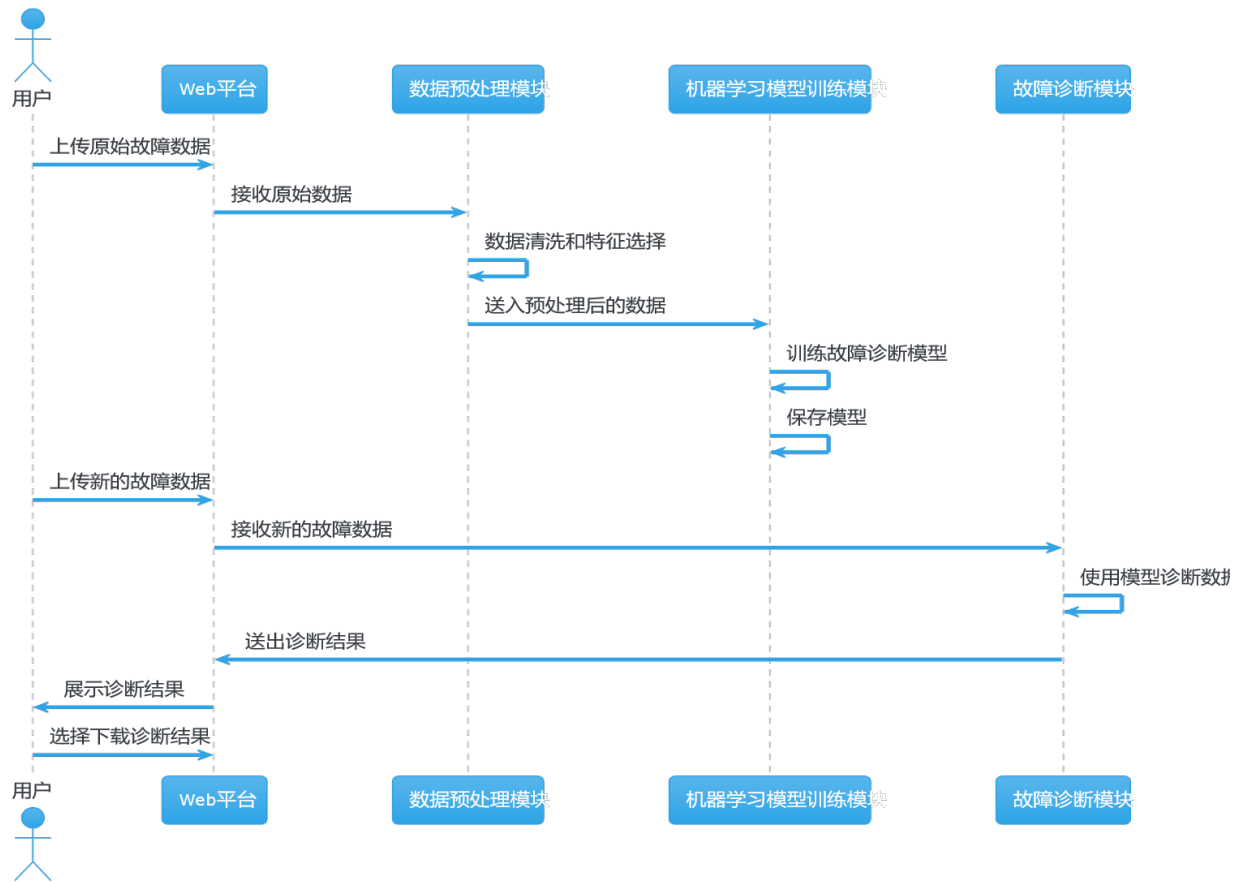 用户
Web平台
数据预处理模块
机器学习模型训练模块
故障诊断模块
上传原始故障数据
接收原始数据
数据清洗和特征选择
送入预处理后的数据
训练故障诊断模型
保存模型
上传新的故障数据
接收新的故障数据
使用模型诊断数据
送出诊断结果
展示诊断结果
选择下载诊断结果
用户
Web平台
数据预处理模块
机器学习模型训练模块
故障诊断模块